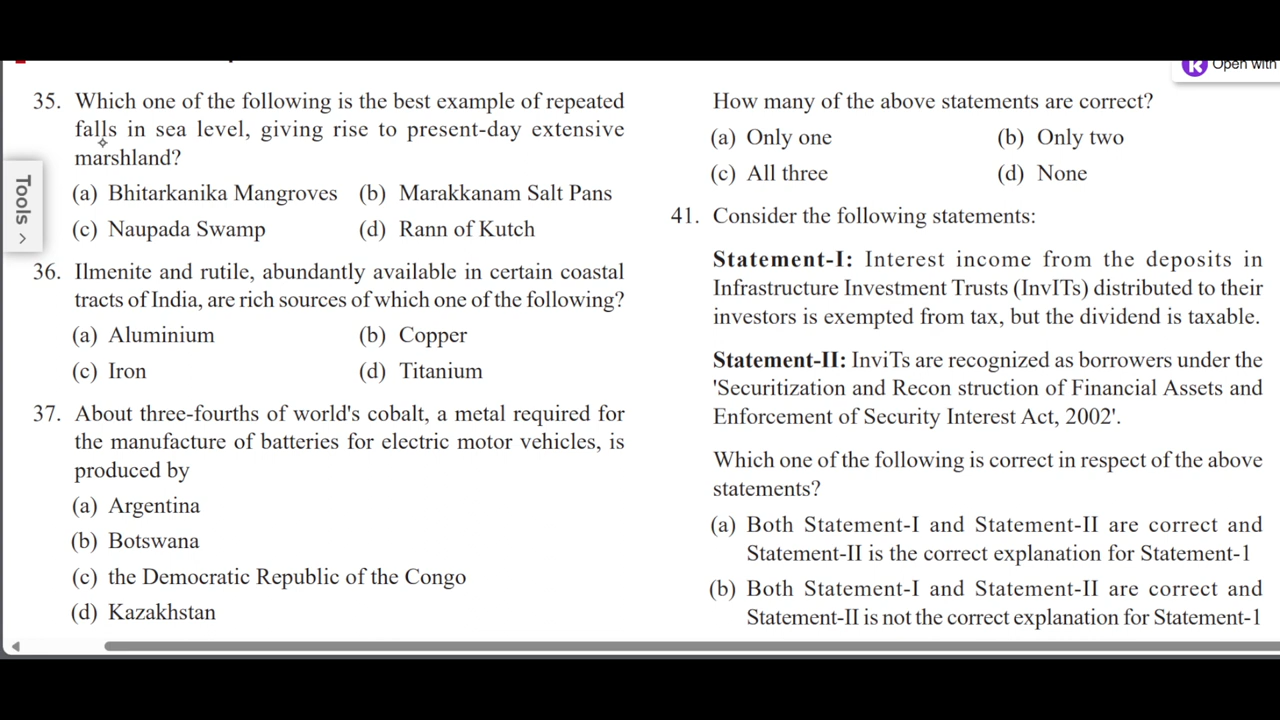 Open with
35. Which one of the following is the best example of repeated
falls in sea level, giving rise to present-day extensive
marshland?
(a) Bhitarkanika Mangroves (b) Marakkanam Salt Pans
(c) Naupada Swamp (d) Rann of Kutch
36. Ilmenite and rutile, abundantly available in certain coastal
tracts of India, are rich sources of which one of the following?
(a) Aluminium (b) Copper
(c) Iron (d) Titanium
37. About three-fourths of world's cobalt, a metal required for
the manufacture of batteries for electric motor vehicles, is
produced by
(a) Argentina
(b) Botswana
(c) the Democratic Republic of the Congo
(d) Kazakhstan
Tools
How many of the above statements are correct?
(a) Only one (b) Only two
(c) All three (d) None
41. Consider the following statements:
Statement-I: Interest income from the deposits in
Infrastructure Investment Trusts (InvITs) distributed to their
investors is exempted from tax, but the dividend is taxable.
Statement-II: InviTs are recognized as borrowers under the
'Securitization and Recon struction of Financial Assets and
Enforcement of Security Interest Act, 2002'.
Which one of the following is correct in respect of the above
statements?
(a) Both Statement-I and Statement-II are correct and
Statement-II is the correct explanation for Statement-1
(b) Both Statement-I and Statement-II are correct and
Statement-II is not the correct explanation for Statement-1